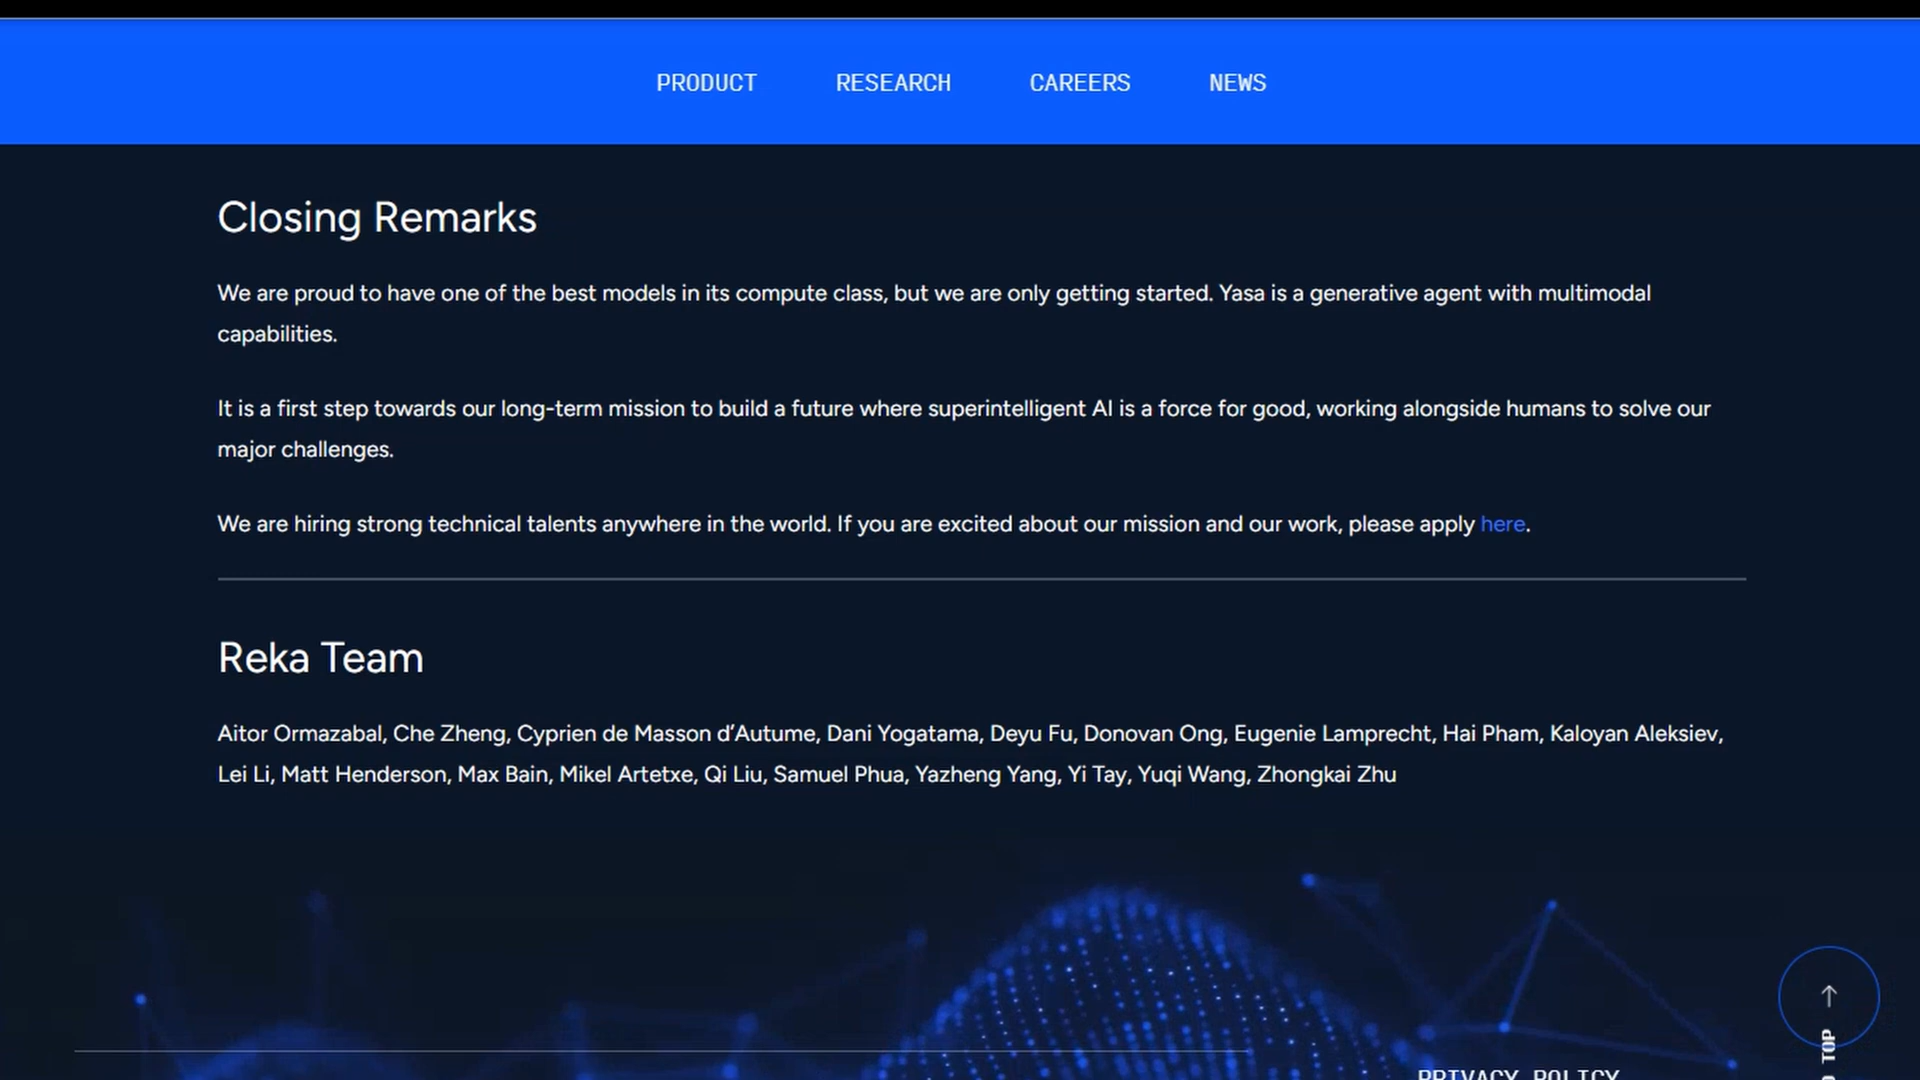 PRODUCT RESEARCH CAREERS NEWS
Closing Remarks
We are proud to have one of the best models in its compute class, but we are only getting started. Yasa is a generative agent with multimodal
capabilities.
It is a first step towards our long-term mission to build a future where superintelligent AI is a force for good, working alongside humans to solve our
major challenges.
We are hiring strong technical talents anywhere in the world. If you are excited about our mission and our work, please apply here.
Reka Team
Aitor Ormazabal, Che Zheng, Cyprien de Masson d’Autume, Dani Yogatama, Deyu Fu, Donovan Ong, Eugenie Lamprecht, Hai Pham, Kaloyan Aleksiev,
Lei Li, Matt Henderson, Max Bain, Mikel Artetxe, Qi Liu, Samuel Phua, Yazheng Yang, Yi Tay, Yuqi Wang, Zhongkai Zhu
TOP
PRIVACY POLICY